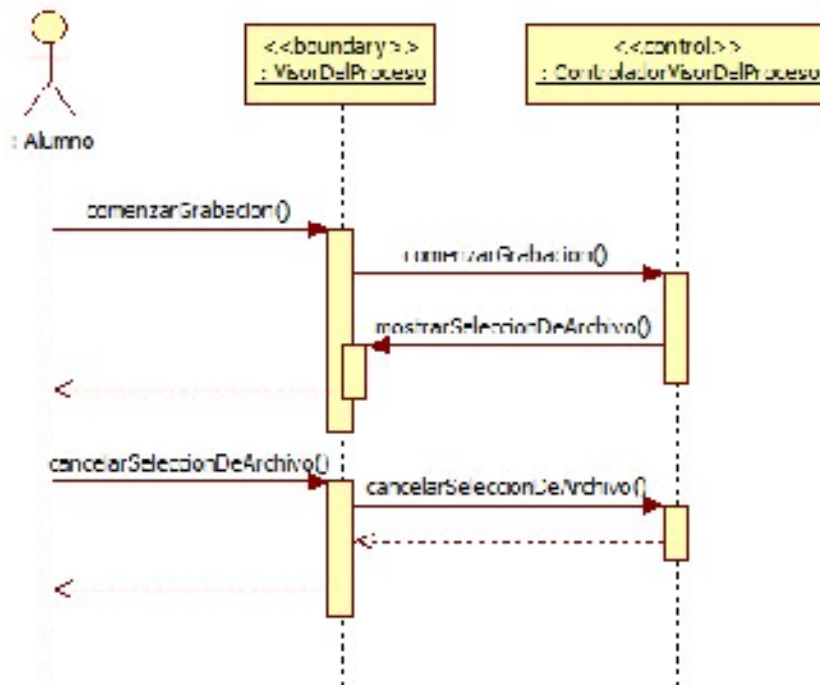 <<boundary>>
: VisorDelProceso
<<control>>
: ControladorVisorDelProceso
: Alumno
comenzarGrabacion()
comenzarGrabacion()
mostrarSeleccionDeArchivo()
cancelarSeleccionDeArchivo()
cancelarSeleccionDeArchivo()